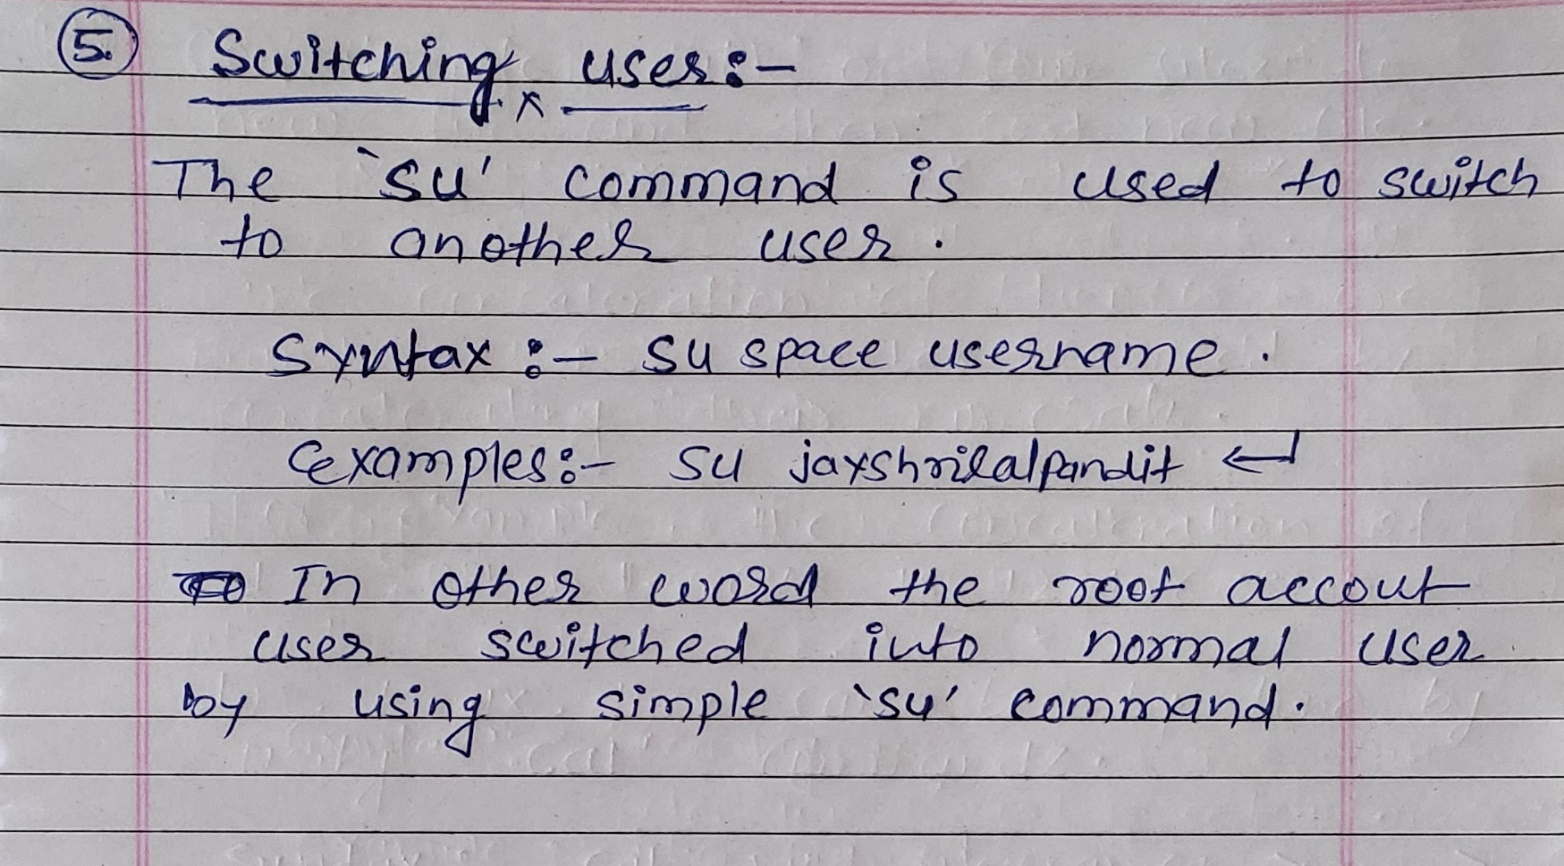 5. Switching user:-
The `su' command is used to switch
to another user.
Syntax :- su space username.
Examples:- su jayshrilalpandit ↵
In other word the root accout
user switched into normal user
by using simple `su' command.